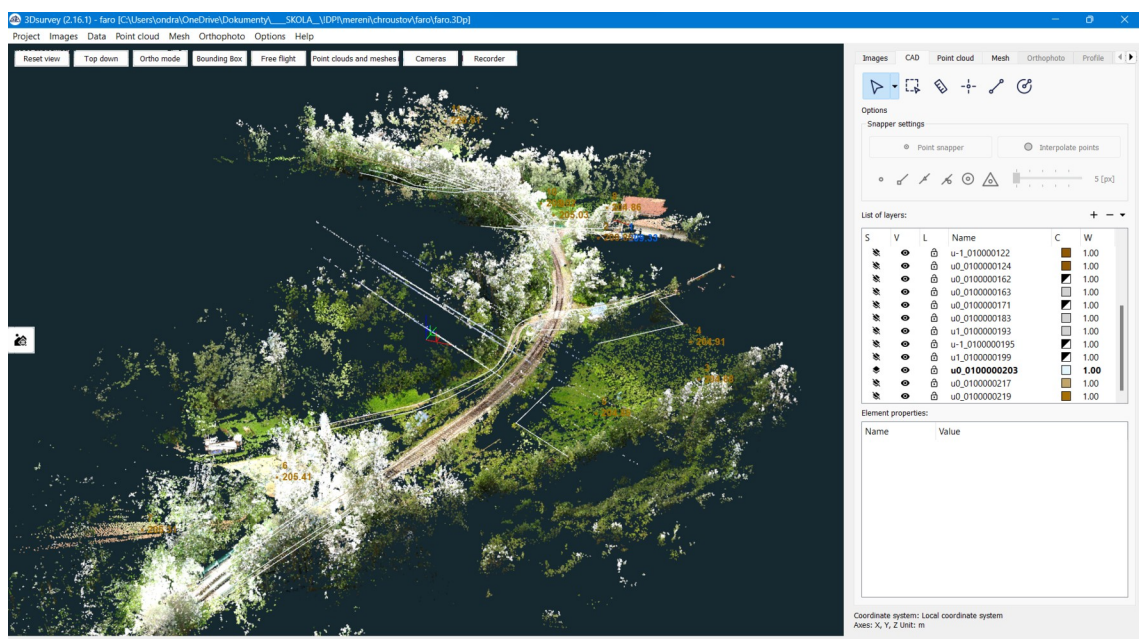 3Dsurvey (2.16.1) - faro [C:\Users\ondra\OneDrive\Dokumenty\____SKOLA__\IDP\mereni\chroustov\faro\faro.3Dp]
Project Images Data Point cloud Mesh Orthophoto Options Help
Reset view Top down Ortho mode Bounding Box Free flight Point clouds and meshes Cameras Recorder
Images CAD Point cloud Mesh Orthophoto Profile
Options
Snapper settings
Point snapper Interpolate points
5 [px]
List of layers:
S V L Name C W
u-1_010000122 1.00
u0_0100000124 1.00
u0_0100000162 1.00
u0_0100000163 1.00
u0_0100000171 1.00
u0_0100000183 1.00
u1_0100000193 1.00
u-1_0100000195 1.00
u1_0100000199 1.00
u0_0100000203 1.00
u0_0100000217 1.00
u0_0100000219 1.00
Element properties:
Name Value
205.03
4
204.91
6
206.41
Coordinate system: Local coordinate system
Axes: X, Y, Z Unit: m